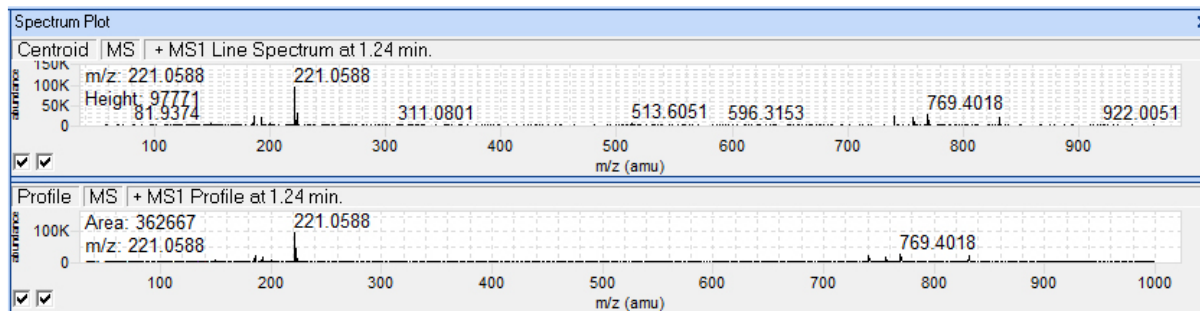 Spectrum Plot
Centroid MS + MS1 Line Spectrum at 1.24 min.
150K
100K
50K
0
abundance
m/z: 221.0588
Height: 97771
81.9374
221.0588
311.0801
513.6051
596.3153
769.4018
922.0051
100 200 300 400 500 600 700 800 900
m/z (amu)
Profile MS + MS1 Profile at 1.24 min.
100K
0
abundance
Area: 362667
m/z: 221.0588
221.0588
769.4018
100 200 300 400 500 600 700 800 900 1000
m/z (amu)